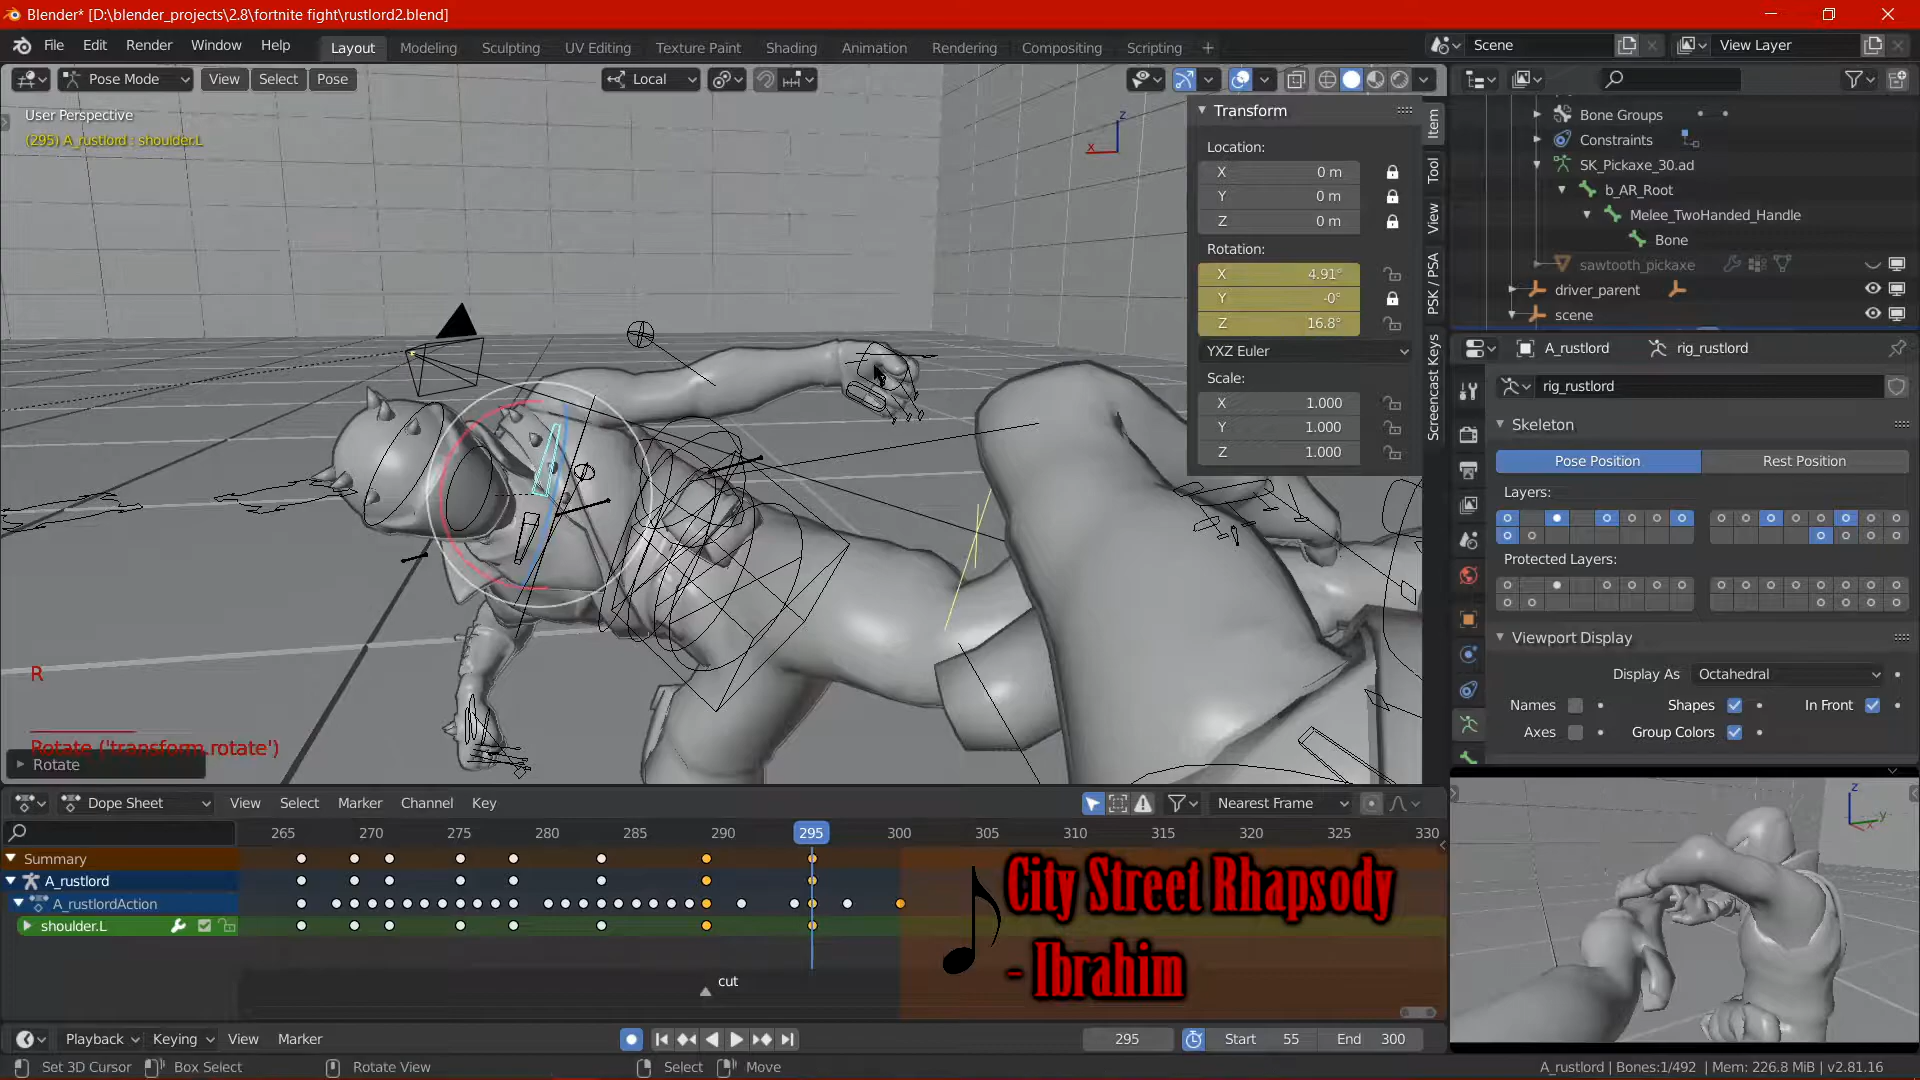 Blender* [D:\blender_projects\2.8\fortnite fight\rustlord2.blend]
File Edit Render Window Help Layout Modeling Sculpting UV Editing Texture Paint Shading Animation Rendering Compositing Scripting + Scene View Layer
Pose Mode View Select Pose Local
User Perspective
(295) A_rustlord : shoulder.L
z
x
Transform
Location:
X 0 m
Y 0 m
Z 0 m
Rotation:
X 4.91°
Y -0°
Z 16.8°
YXZ Euler
Scale:
X 1.000
Y 1.000
Z 1.000
Item
Tool
View
PSK / PSA
Screencast Keys
Bone Groups
Constraints
SK_Pickaxe_30.ad
b_AR_Root
Melee_TwoHanded_Handle
Bone
sawtooth_pickaxe
driver_parent
scene
A_rustlord rig_rustlord
rig_rustlord
Skeleton
Pose Position Rest Position
Layers:
Protected Layers:
Viewport Display
Display As Octahedral
Names Shapes In Front
Axes Group Colors
R
Rotate ('transform.rotate')
Rotate
Dope Sheet View Select Marker Channel Key Nearest Frame
265 270 275 280 285 290 295 300 305 310 315 320 325 330
Summary
A_rustlord
A_rustlordAction
shoulder.L
cut
City Street Rhapsody
- Ibrahim
z
y
x
Playback Keying View Marker 295 Start 55 End 300
Set 3D Cursor Box Select Rotate View Select Move A_rustlord | Bones:1/492 | Mem: 226.8 MiB | v2.81.16